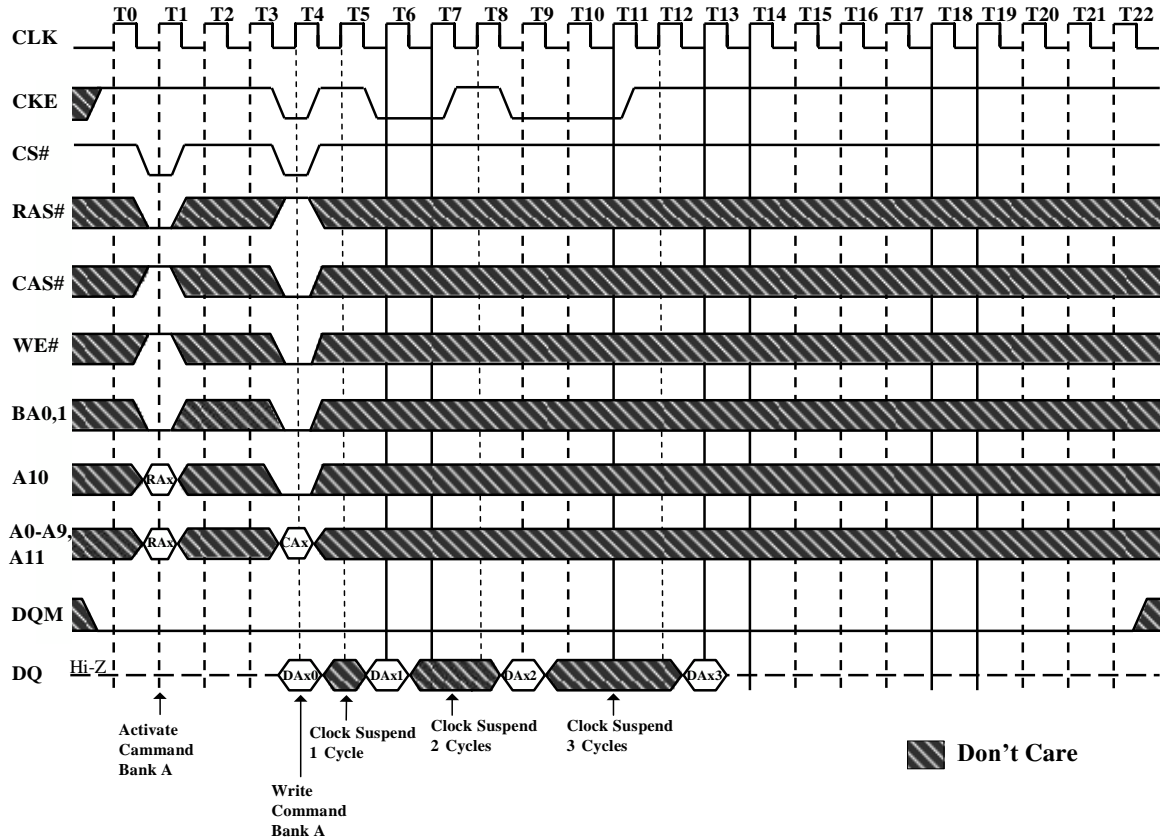 T0 T1 T2 T3 T4 T5 T6 T7 T8 T9 T10 T11 T12 T13 T14 T15 T16 T17 T18 T19 T20 T21 T22
CLK
CKE
CS#
RAS#
CAS#
WE#
BA0,1
A10
RAx
A0-A9,
A11
RAx CAx
DQM
DQ
Hi-Z
DAx0 DAx1 DAx2 DAx3
Activate
Cammand
Bank A
Clock Suspend
1 Cycle
Clock Suspend
2 Cycles
Clock Suspend
3 Cycles
Write
Command
Bank A
Don't Care